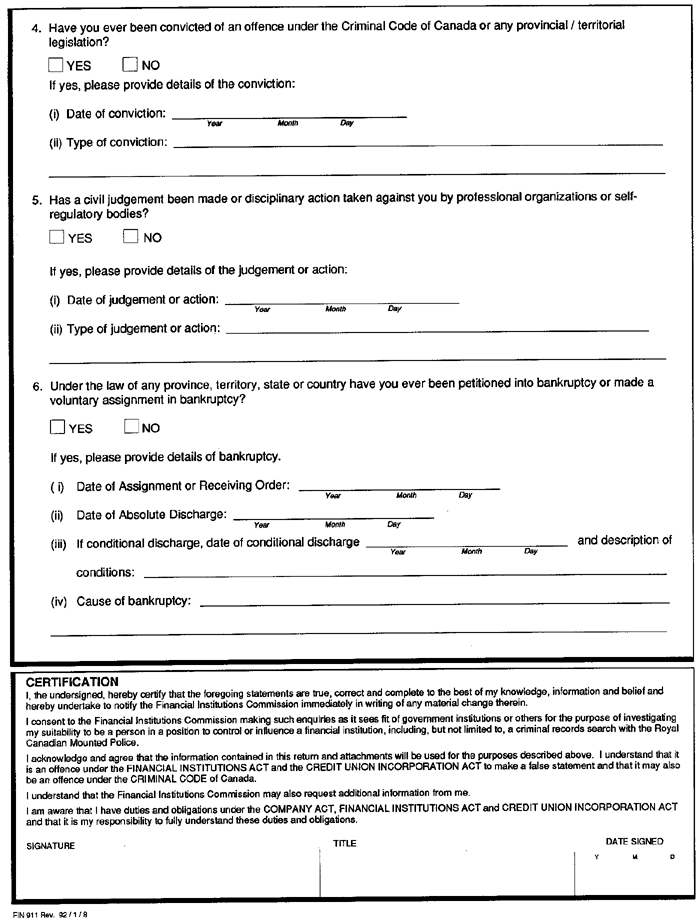 4. Have you ever been convicted of an offence under the Criminal Code of Canada or any provincial / territorial
legislation?
YES NO
If yes, please provide details of the conviction:
(i) Date of conviction:
Year Month Day
(ii) Type of conviction:
5. Has a civil judgement been made or disciplinary action taken against you by professional organizations or self-
regulatory bodies?
YES NO
If yes, please provide details of the judgement or action:
(i) Date of judgement or action:
Year Month Day
(ii) Type of judgement or action:
6. Under the law of any province, territory, state or country have you ever been petitioned into bankruptcy or made a
voluntary assignment in bankruptcy?
YES NO
If yes, please provide details of bankruptcy.
( i) Date of Assignment or Receiving Order:
Year Month Day
(ii) Date of Absolute Discharge:
Year Month Day
(iii) If conditional discharge, date of conditional discharge and description of
Year Month Day
conditions:
(iv) Cause of bankruptcy:
CERTIFICATION
I, the undersigned, hereby certify that the foregoing statements are true, correct and complete to the best of my knowledge, information and belief and
hereby undertake to notify the Financial Institutions Commission immediately in writing of any material change therein.
I consent to the Financial Institutions Commission making such enquiries as it sees fit of government institutions or others for the purpose of investigating
my suitability to be a person in a position to control or influence a financial institution, including, but not limited to, a criminal records search with the Royal
Canadian Mounted Police.
I acknowledge and agree that the information contained in this return and attachments will be used for the purposes described above. I understand that it
is an offence under the FINANCIAL INSTITUTIONS ACT and the CREDIT UNION INCORPORATION ACT to make a false statement and that it may also
be an offence under the CRIMINAL CODE of Canada.
I understand that the Financial Institutions Commission may also request additional information from me.
I am aware that I have duties and obligations under the COMPANY ACT, FINANCIAL INSTITUTIONS ACT and CREDIT UNION INCORPORATION ACT
and that it is my responsibility to fully understand these duties and obligations.
SIGNATURE TITLE DATE SIGNED
Y M D
FIN 911 Rev. 92 / 1 / 8